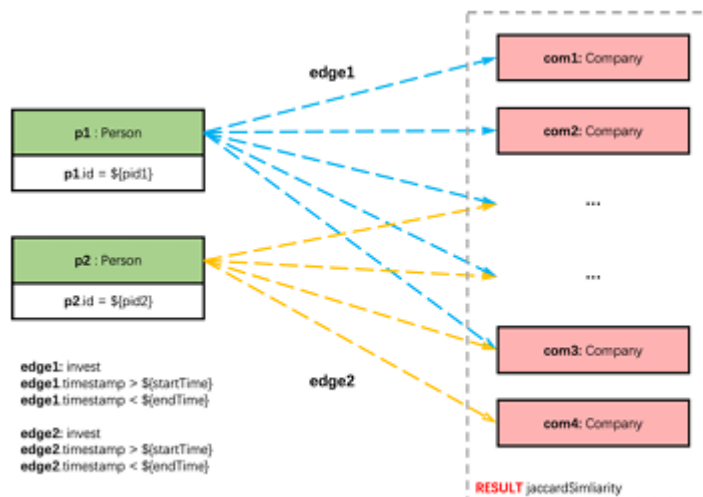 edge1
com1: Company
com2: Company
p1 : Person
p1.id = ${pid1}
...
p2 : Person
p2.id = ${pid2}
...
com3: Company
edge1: invest
edge1.timestamp > ${startTime}
edge1.timestamp < ${endTime}
edge2
com4: Company
edge2: invest
edge2.timestamp > ${startTime}
edge2.timestamp < ${endTime}
RESULT jaccardSimliarity